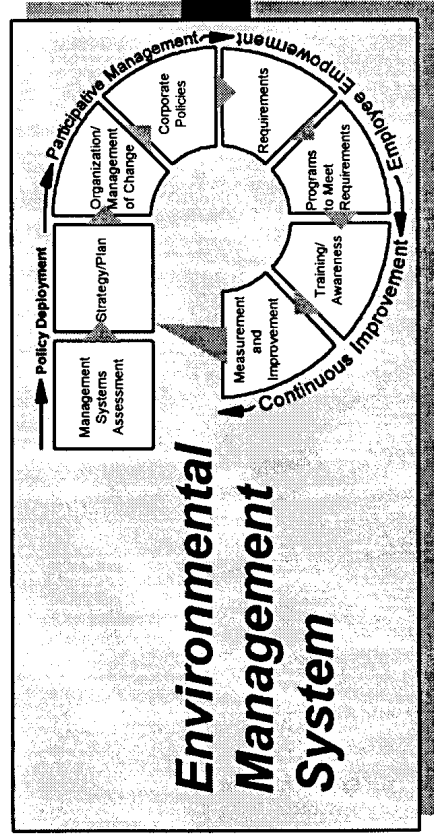 Environmental
Management
System
Policy Deployment
Participative Management
Employee Empowerment
Continuous Improvement
Management
Systems
Assessment
Strategy/Plan
Organization/
Management
of Change
Corporate
Policies
Requirements
Programs
to Meet
Requirements
Training/
Awareness
Measurement
and
Improvement